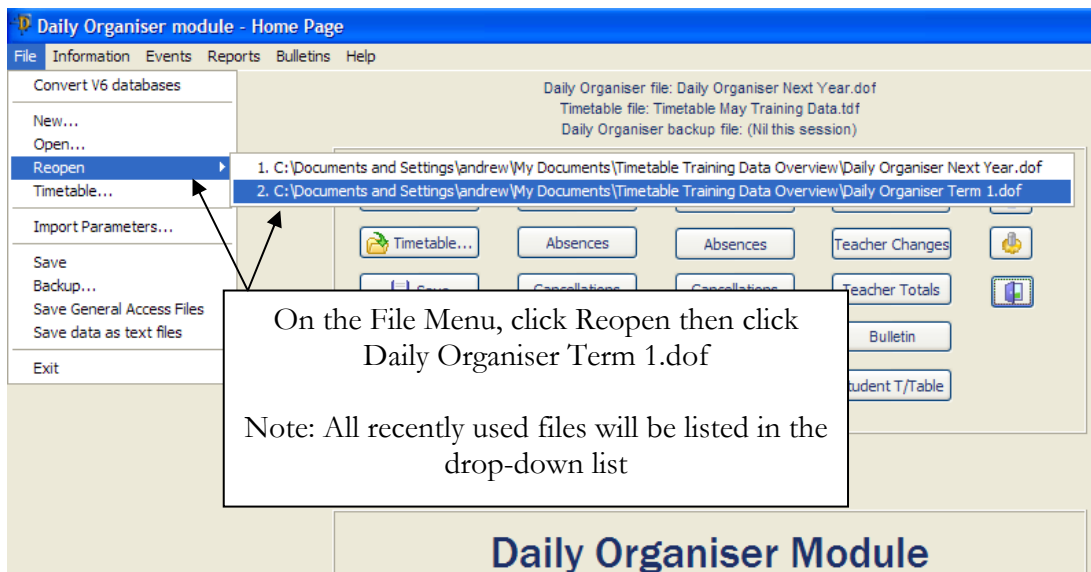 Daily Organiser module - Home Page
File Information Events Reports Bulletins Help
Convert V6 databases
New...
Open...
Reopen
Timetable...
Import Parameters...
Save
Backup...
Save General Access Files
Save data as text files
Exit
Daily Organiser file: Daily Organiser Next Year.dof
Timetable file: Timetable May Training Data.tdf
Daily Organiser backup file: (Nil this session)
1. C:\Documents and Settings\andrew\My Documents\Timetable Training Data Overview\Daily Organiser Next Year.dof
2. C:\Documents and Settings\andrew\My Documents\Timetable Training Data Overview\Daily Organiser Term 1.dof
Timetable... Absences Absences Teacher Changes
Save Cancellations Cancellations Teacher Totals
Bulletin
Student T/Table
On the File Menu, click Reopen then click
Daily Organiser Term 1.dof
Note: All recently used files will be listed in the
drop-down list
Daily Organiser Module